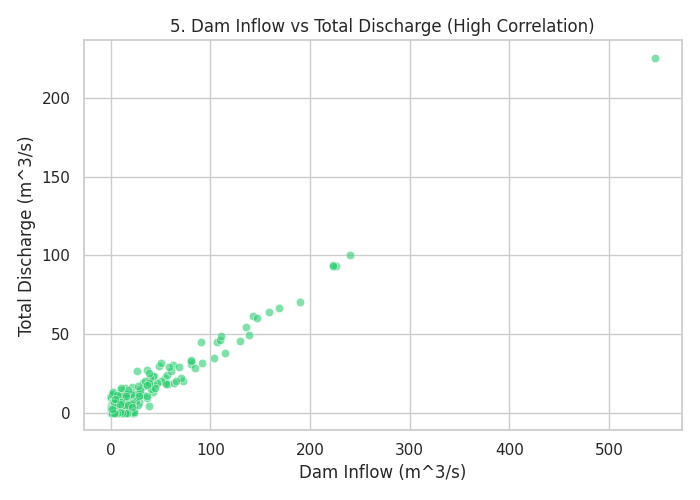 5. Dam Inflow vs Total Discharge (High Correlation)
Total Discharge (m^3/s)
200
150
100
50
0
0 100 200 300 400 500
Dam Inflow (m^3/s)